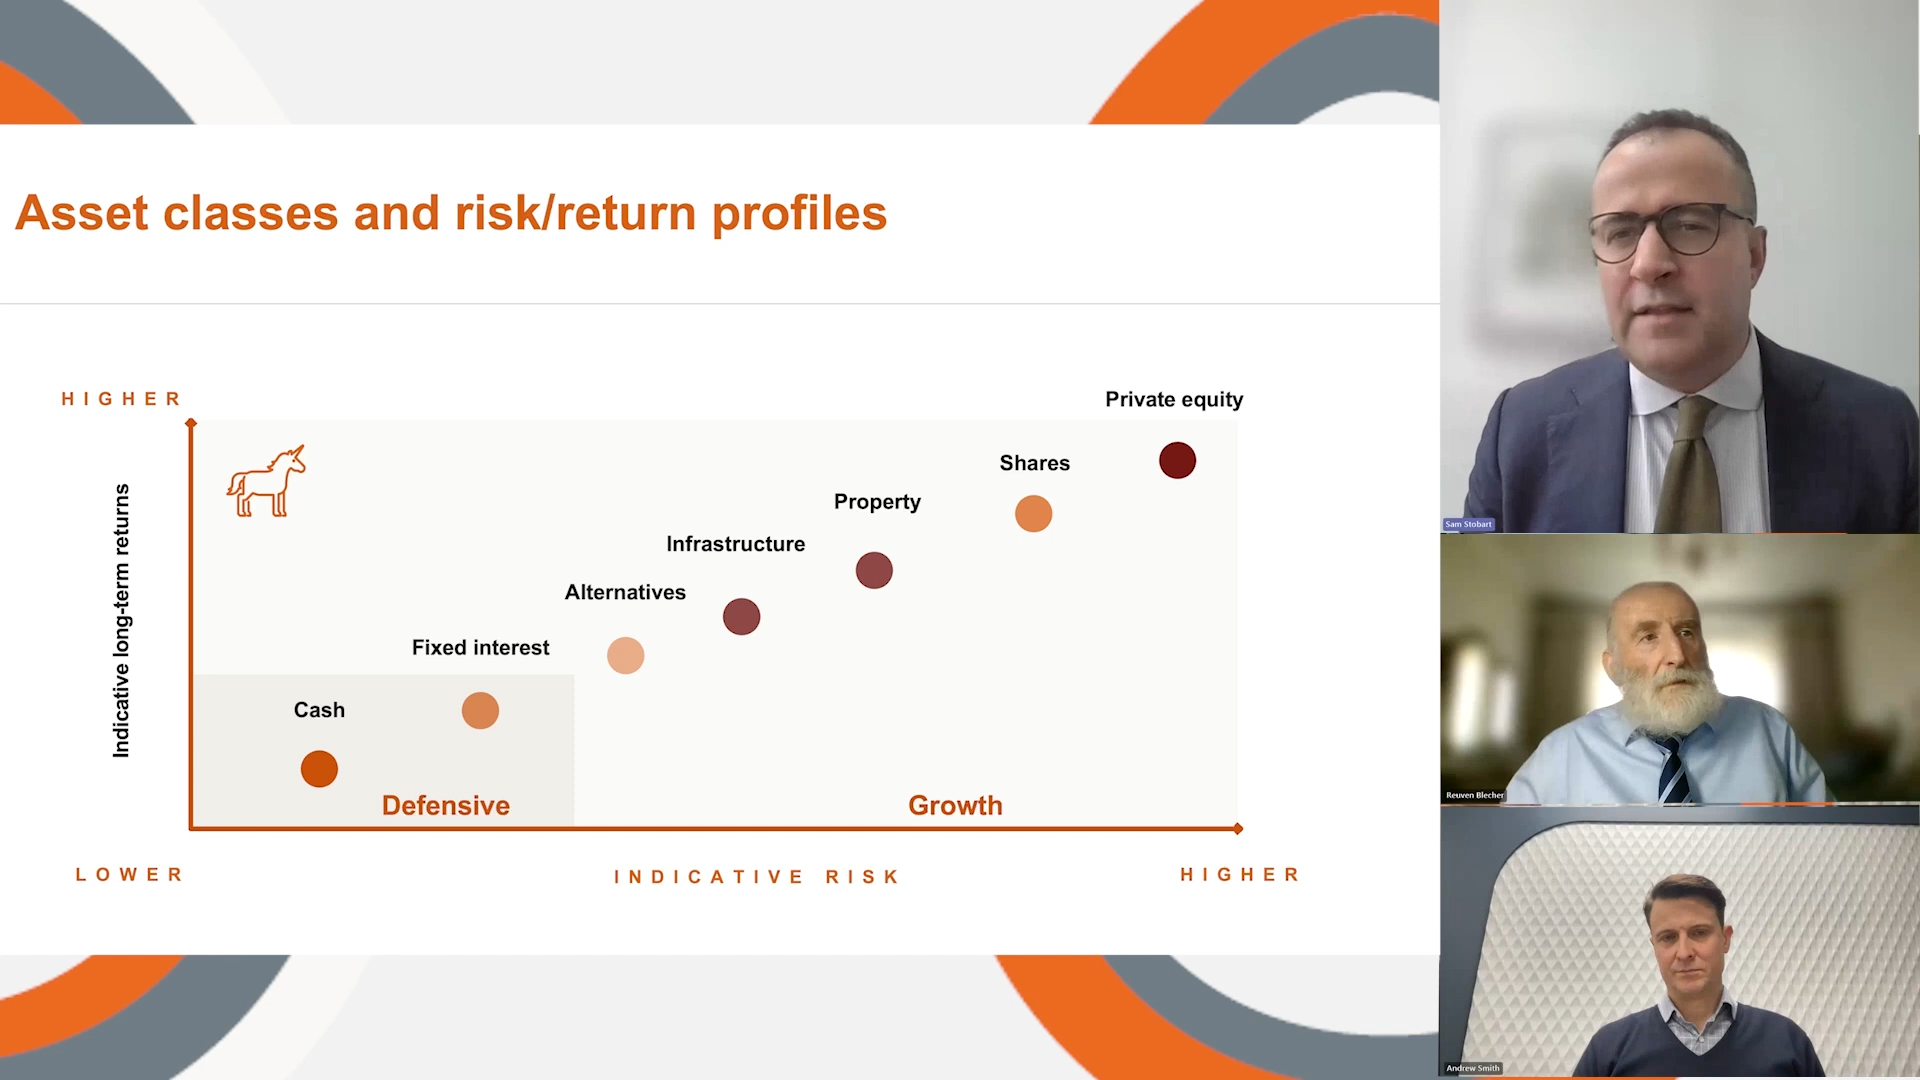 Asset classes and risk/return profiles
HIGHER
Indicative long-term returns
Private equity
Shares
Property
Infrastructure
Alternatives
Fixed interest
Cash
Defensive
Growth
LOWER
INDICATIVE RISK
HIGHER
Sam Stobart
Reuven Blecher
Andrew Smith